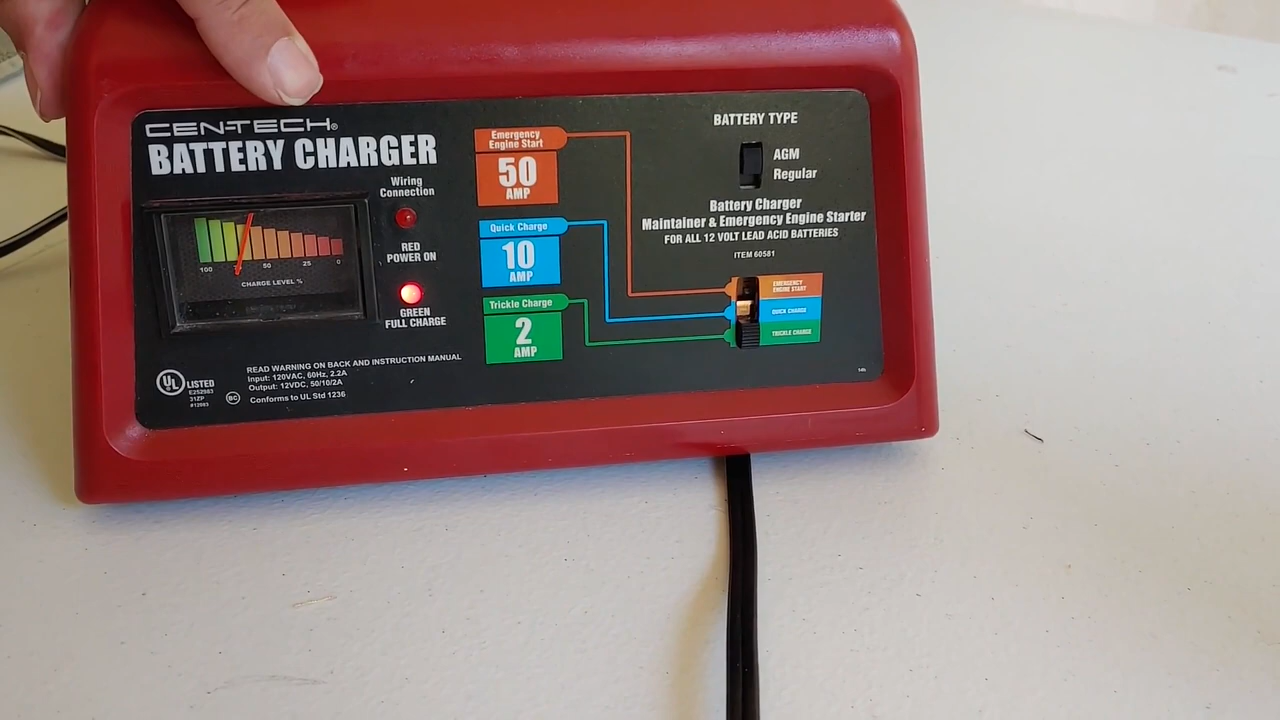 CEN-TECH®
BATTERY CHARGER
Wiring
Connection
RED
POWER ON
GREEN
FULL CHARGE
100
50
25
0
CHARGE LEVEL %
READ WARNING ON BACK AND INSTRUCTION MANUAL
Input: 120VAC, 60Hz, 2.2A
Output: 12VDC, 50/10/2A
Conforms to UL Std 1236
UL
LISTED
E252983
31ZP
#12083
BC
Emergency
Engine Start
50
AMP
Quick Charge
10
AMP
Trickle Charge
2
AMP
BATTERY TYPE
AGM
Regular
Battery Charger
Maintainer & Emergency Engine Starter
FOR ALL 12 VOLT LEAD ACID BATTERIES
ITEM 60581
EMERGENCY
ENGINE START
QUICK CHARGE
TRICKLE CHARGE